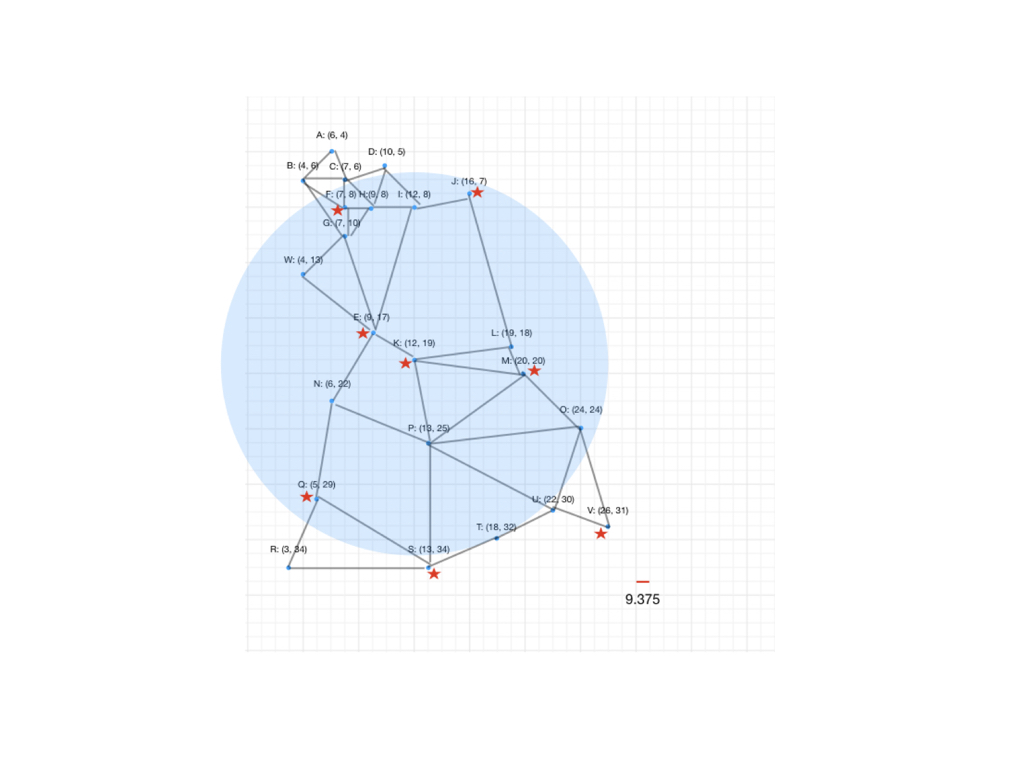 A: (6, 4)
D: (10, 5)
B: (4, 6)
C: (7, 6)
J: (16, 7)
F: (7, 8)
H:(9, 8)
I: (12, 8)
G: (7, 10)
W: (4, 13)
E: (9, 17)
L: (19, 18)
K: (12, 19)
M: (20, 20)
N: (6, 22)
O: (24, 24)
P: (13, 25)
Q: (5, 29)
U: (22, 30)
V: (26, 31)
T: (18, 32)
R: (3, 34)
S: (13, 34)
9.375